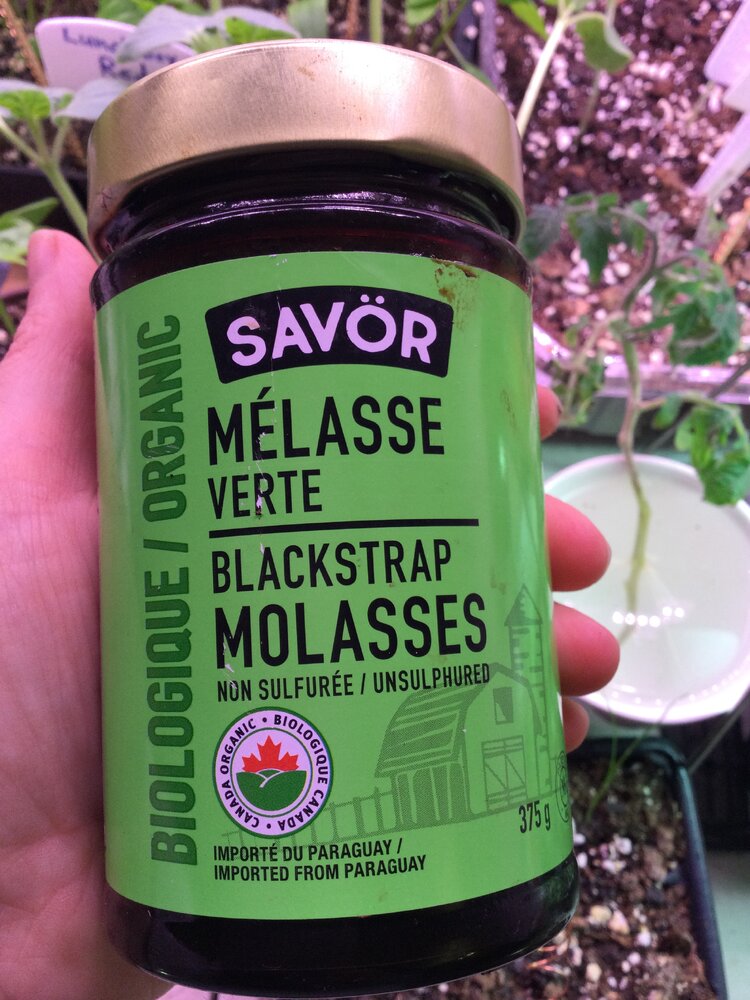 SAVÖR
MÉLASSE
VERTE
BLACKSTRAP
MOLASSES
NON SULFURÉE / UNSULPHURED
BIOLOGIQUE / ORGANIC
CANADA ORGANIC • BIOLOGIQUE CANADA •
375 g
IMPORTÉ DU PARAGUAY /
IMPORTED FROM PARAGUAY